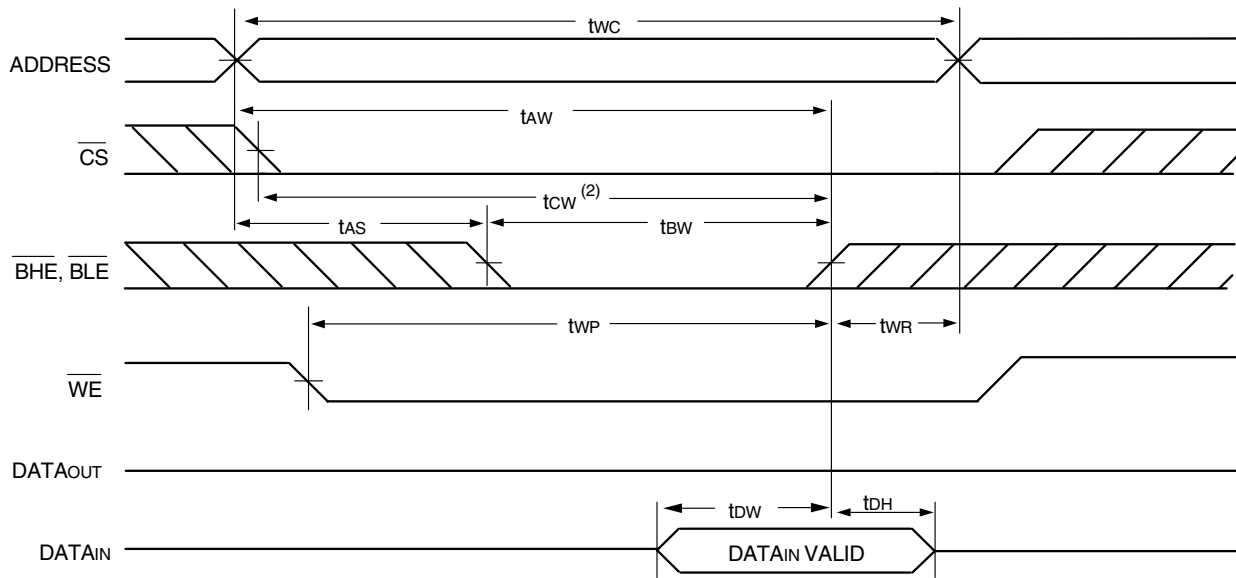 tWC
ADDRESS
tAW
CS
tCW (2)
tAS
tBW
BHE, BLE
tWP
tWR
WE
DATAOUT
tDW
tDH
DATAIN
DATAIN VALID